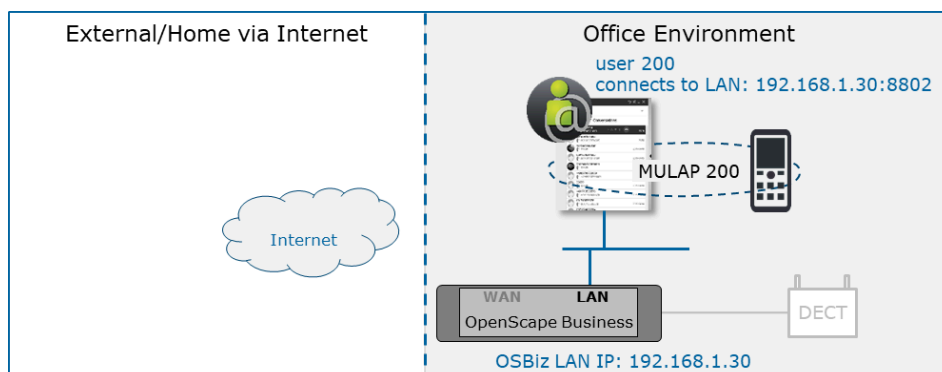 External/Home via Internet
Office Environment
user 200
connects to LAN: 192.168.1.30:8802
@
MULAP 200
Internet
WAN LAN
OpenScape Business
DECT
OSBiz LAN IP: 192.168.1.30